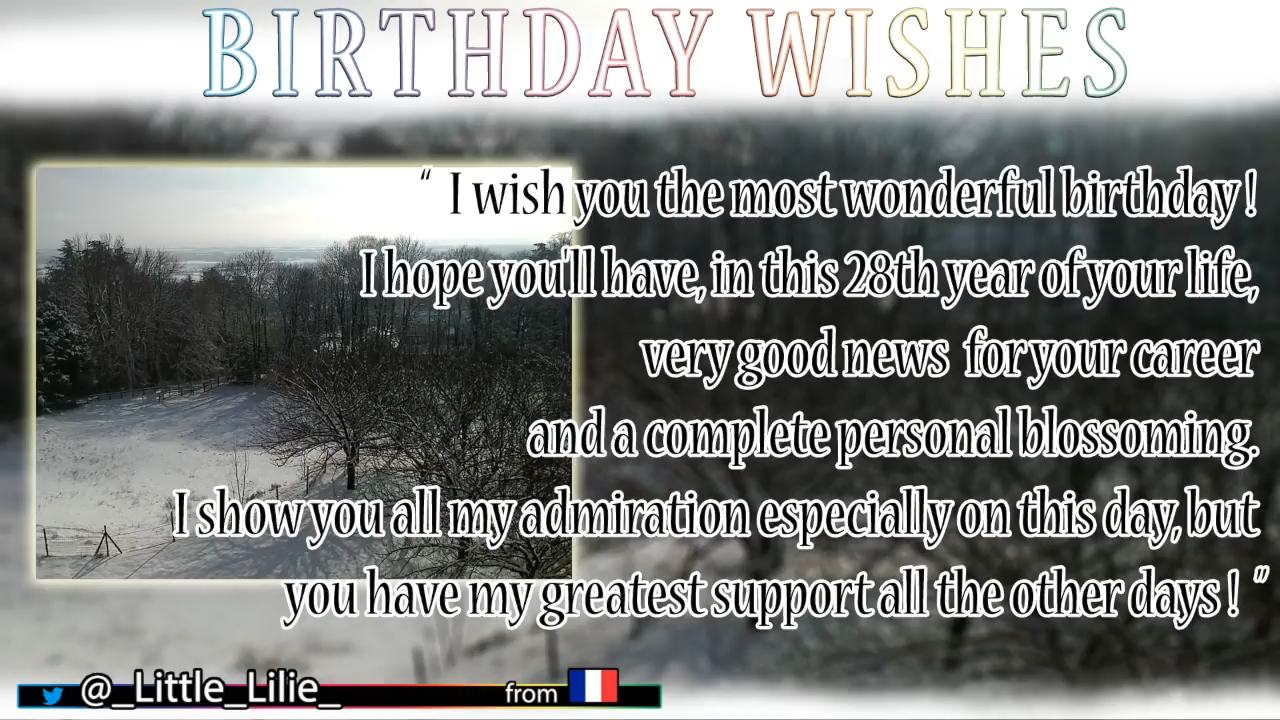 BIRTHDAY WISHES
“ I wish you the most wonderful birthday !
I hope you'll have, in this 28th year of your life,
very good news for your career
and a complete personal blossoming.
I show you all my admiration especially on this day, but
you have my greatest support all the other days ! ”
@_Little_Lilie_ from